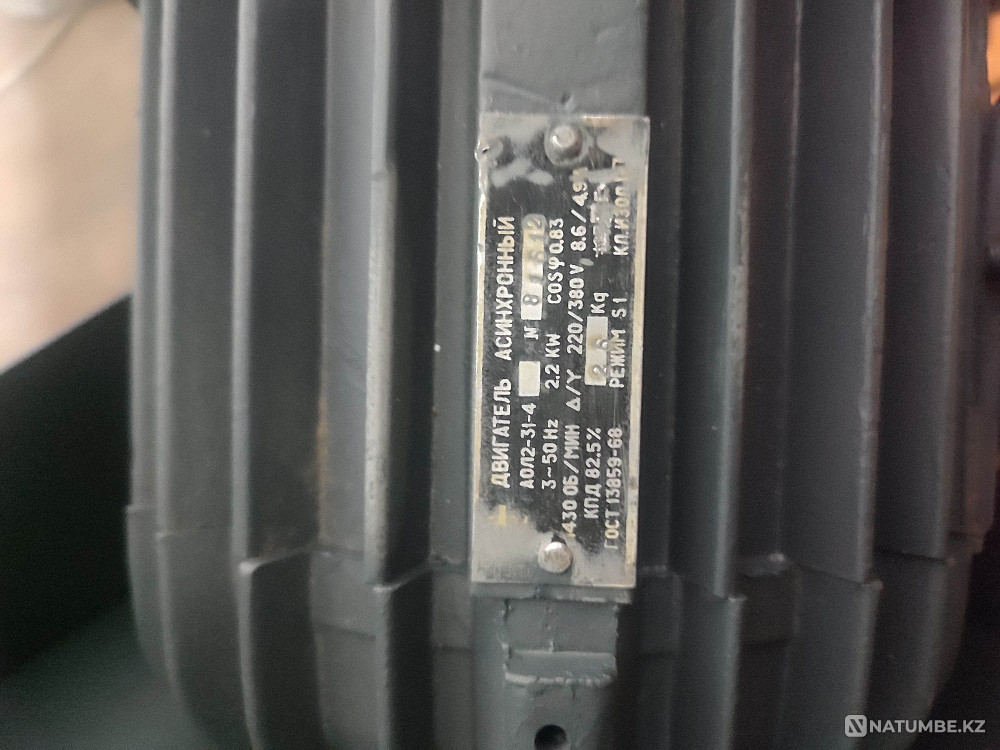 ДВИГАТЕЛЬ АСИНХРОННЫЙ
АОЛ2-31-4 N
3~50Hz 2.2 KW COSφ0.83
1430 ОБ/МИН Δ/Y 220/380V, 8.6/4.9
КПД 82.5% Kg
ГОСТ 13859-68 РЕЖИМ S1
NATUMBE.KZ